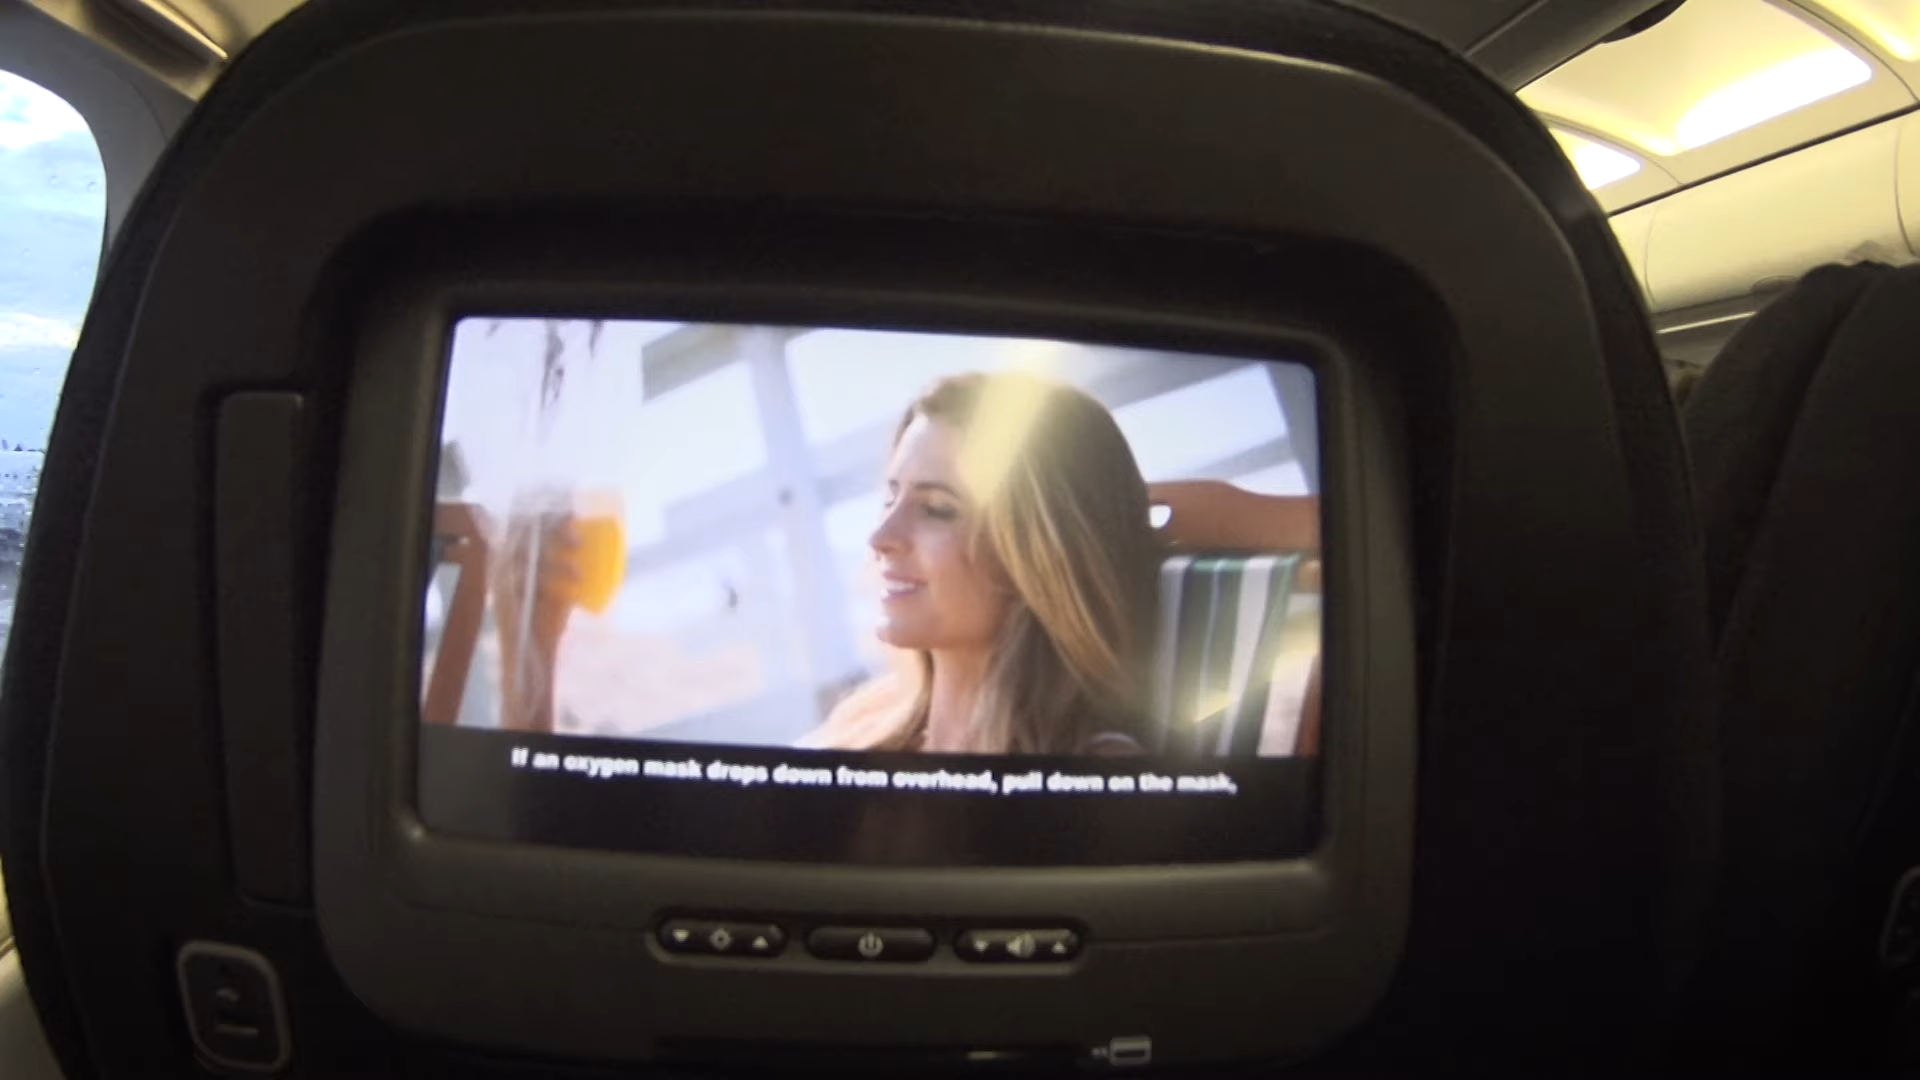 If an oxygen mask drops down from overhead, pull down on the mask,